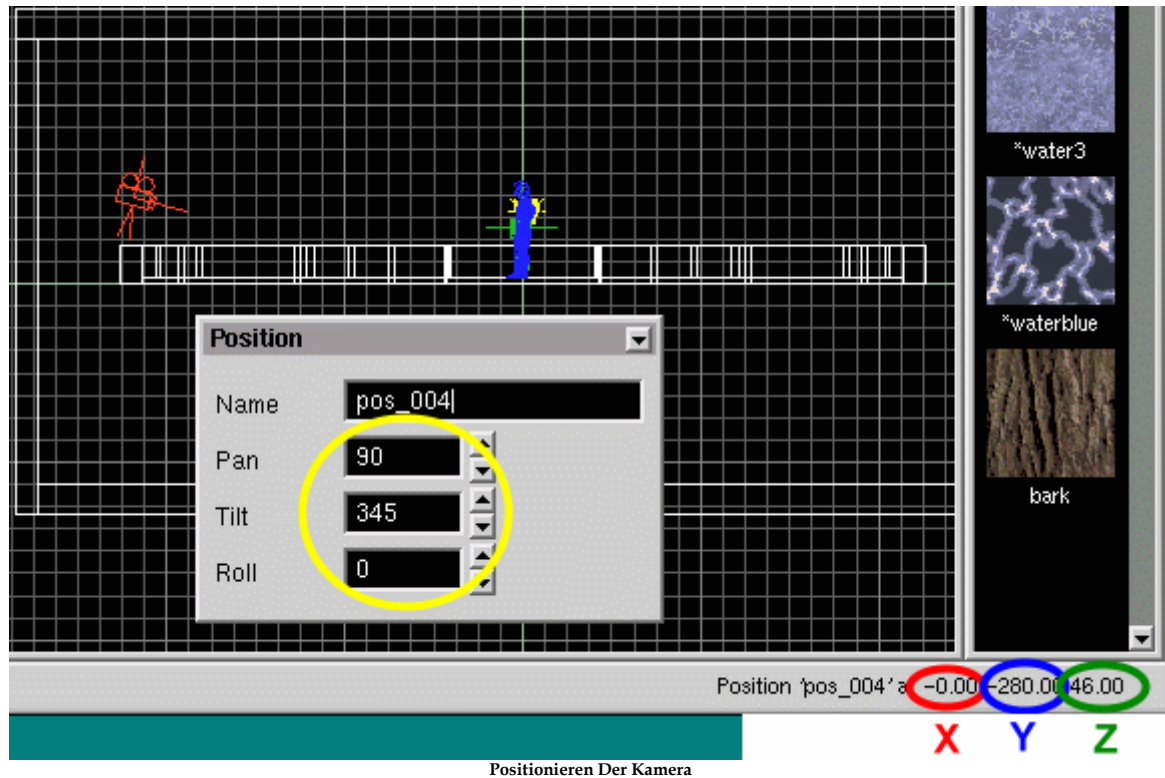 *water3
*waterblue
bark
Position
Name pos_004
Pan 90
Tilt 345
Roll 0
Position 'pos_004' a -0.00 -280.00 46.00
X Y Z
Positionieren Der Kamera